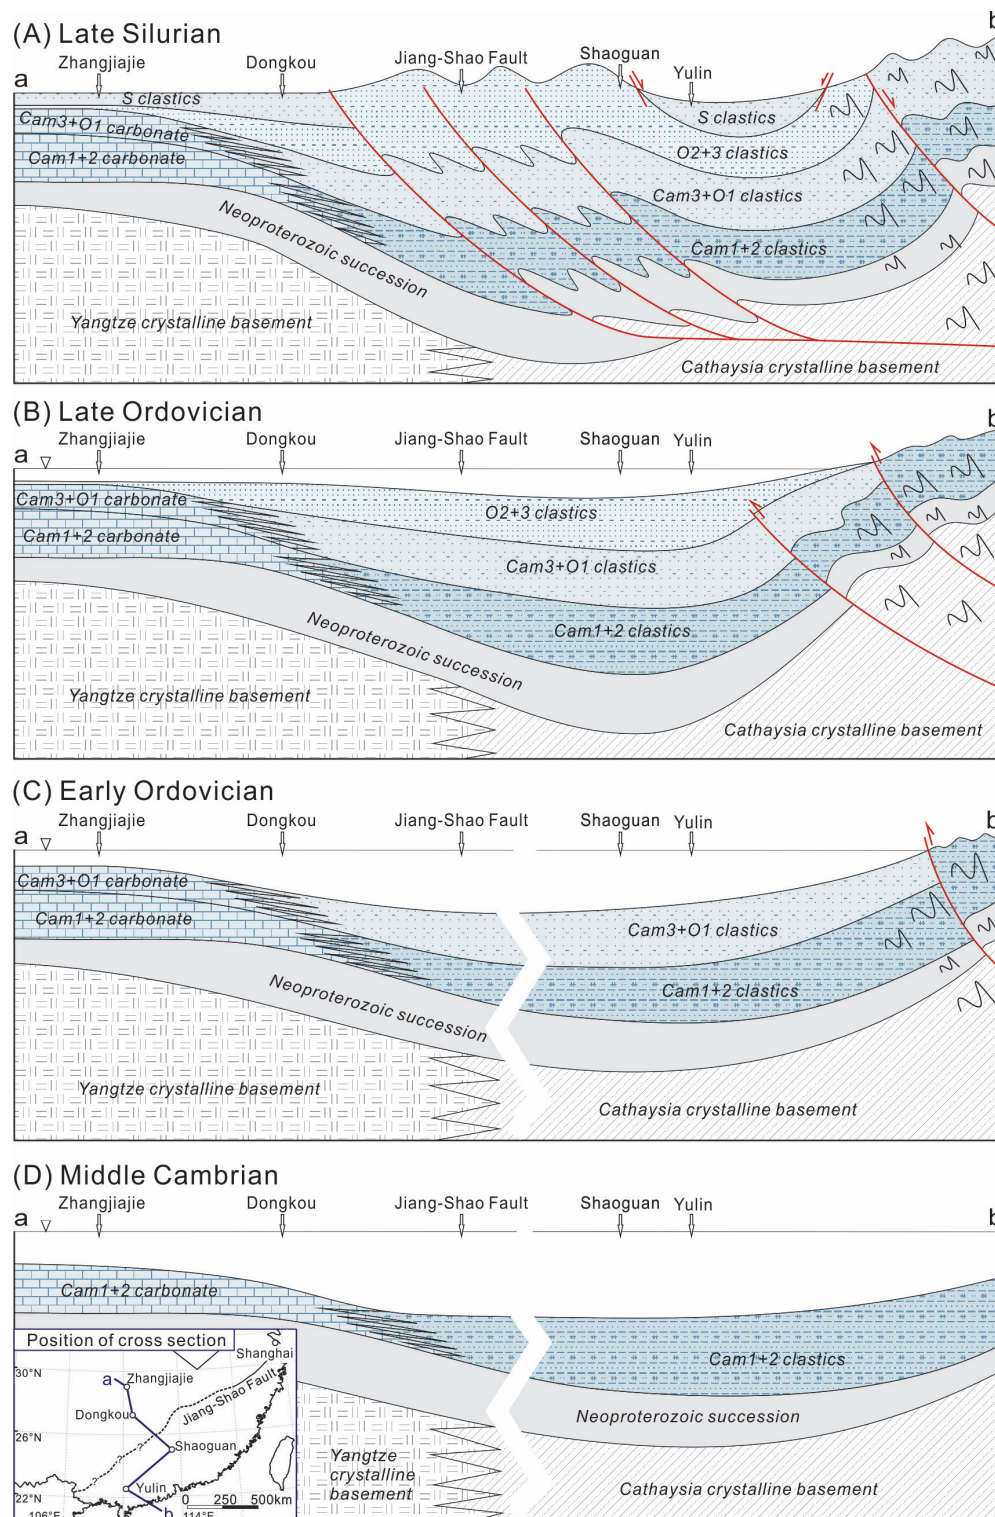 (A) Late Silurian
b
Zhangjiajie
Dongkou
Jiang-Shao Fault
Shaoguan
Yulin
a
S clastics
Cam3+O1 carbonate
Cam1+2 carbonate
S clastics
O2+3 clastics
Cam3+O1 clastics
Cam1+2 clastics
Neoproterozoic succession
Yangtze crystalline basement
Cathaysia crystalline basement
(B) Late Ordovician
b
Zhangjiajie
Dongkou
Jiang-Shao Fault
Shaoguan
Yulin
a
Cam3+O1 carbonate
Cam1+2 carbonate
O2+3 clastics
Cam3+O1 clastics
Cam1+2 clastics
Neoproterozoic succession
Yangtze crystalline basement
Cathaysia crystalline basement
(C) Early Ordovician
a
Zhangjiajie
Dongkou
Jiang-Shao Fault
Shaoguan
Yulin
b
Cam3+O1 carbonate
Cam1+2 carbonate
Cam3+O1 clastics
Cam1+2 clastics
Neoproterozoic succession
Yangtze crystalline basement
Cathaysia crystalline basement
(D) Middle Cambrian
Zhangjiajie
Dongkou
Jiang-Shao Fault
Shaoguan
Yulin
a
b
Cam1+2 carbonate
Cam1+2 clastics
Neoproterozoic succession
Yangtze
crystalline
basement
Cathaysia crystalline basement
Position of cross section
Shanghai
30°N
a
Zhangjiajie
Jiang-Shao Fault
Dongkou
26°N
Shaoguan
?
?
Yulin
22°N
0 250 500km
106°E
b
114°E